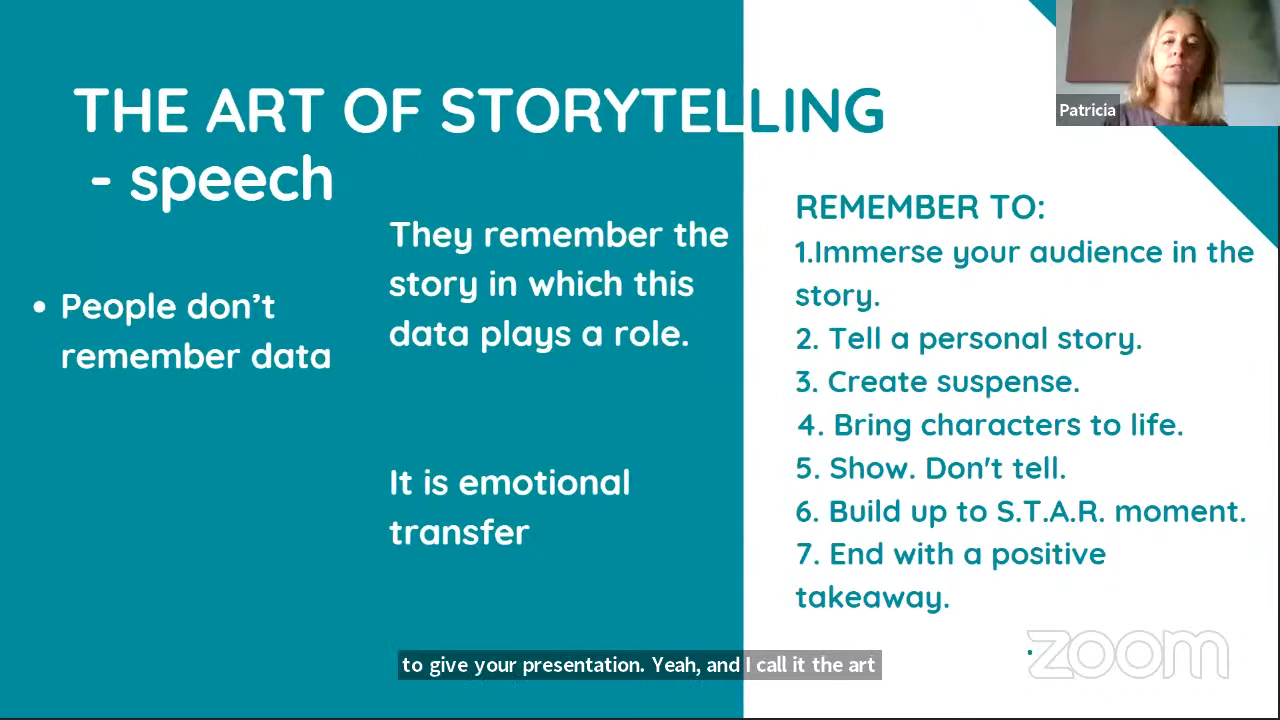 THE ART OF STORYTELLING
- speech
• People don't
remember data
They remember the
story in which this
data plays a role.
It is emotional
transfer
REMEMBER TO:
1.Immerse your audience in the
story.
2. Tell a personal story.
3. Create suspense.
4. Bring characters to life.
5. Show. Don't tell.
6. Build up to S.T.A.R. moment.
7. End with a positive
takeaway.
Patricia
to give your presentation. Yeah, and I call it the art
zoom